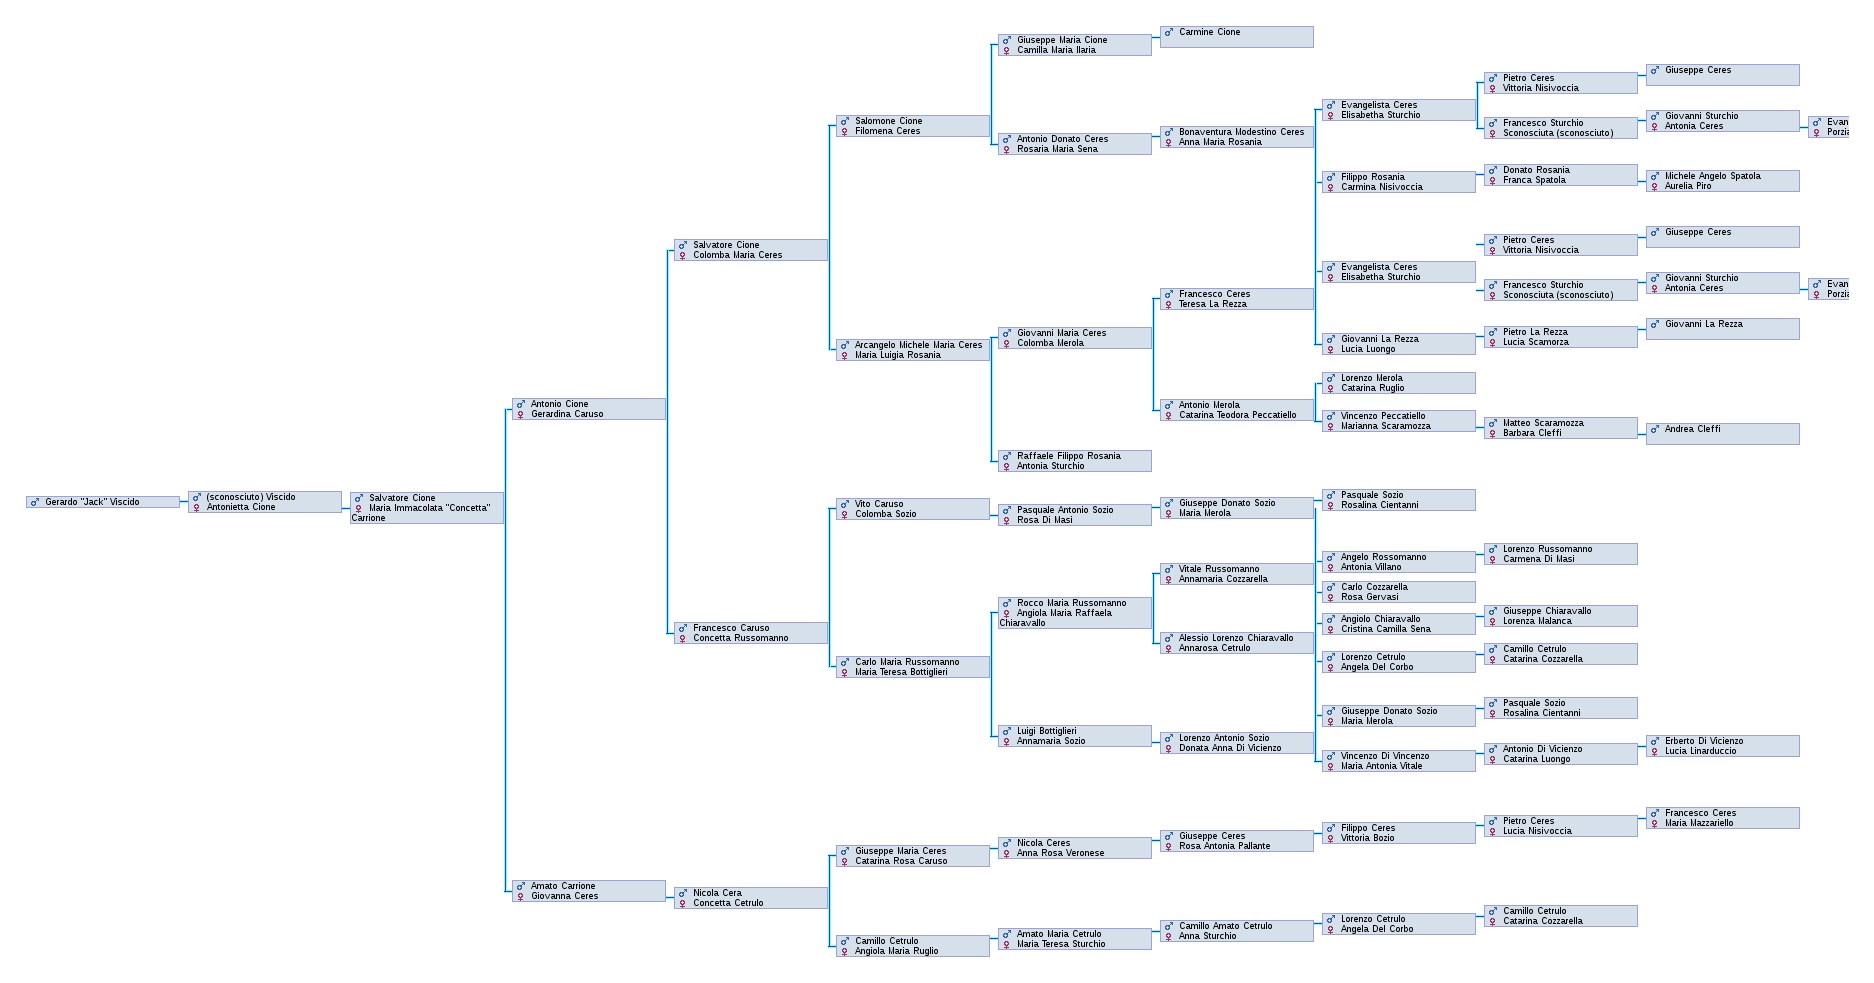 Gerardo "Jack" Viscido
(sconosciuto) Viscido
Antonietta Cione
Salvatore Cione
Maria Immacolata "Concetta"
Carrione
Antonio Cione
Gerardina Caruso
Amato Carrione
Giovanna Ceres
Salvatore Cione
Colomba Maria Ceres
Francesco Caruso
Concetta Russomanno
Nicola Cera
Concetta Cetrulo
Salomone Cione
Filomena Ceres
Arcangelo Michele Maria Ceres
Maria Luigia Rosania
Vito Caruso
Colomba Sozio
Carlo Maria Russomanno
Maria Teresa Bottiglieri
Giuseppe Maria Ceres
Catarina Rosa Caruso
Camillo Cetrulo
Angiola Maria Ruglio
Giuseppe Maria Cione
Camilla Maria Ilaria
Antonio Donato Ceres
Rosaria Maria Sena
Giovanni Maria Ceres
Colomba Merola
Raffaele Filippo Rosania
Antonia Sturchio
Pasquale Antonio Sozio
Rosa Di Masi
Rocco Maria Russomanno
Angiola Maria Raffaela
Chiaravallo
Luigi Bottiglieri
Annamaria Sozio
Nicola Ceres
Anna Rosa Veronese
Amato Maria Cetrulo
Maria Teresa Sturchio
Carmine Cione
Bonaventura Modestino Ceres
Anna Maria Rosania
Francesco Ceres
Teresa La Rezza
Antonio Merola
Catarina Teodora Peccatiello
Giuseppe Donato Sozio
Maria Merola
Vitale Russomanno
Annamaria Cozzarella
Alessio Lorenzo Chiaravallo
Annarosa Cetrulo
Lorenzo Antonio Sozio
Donata Anna Di Vicienzo
Giuseppe Ceres
Rosa Antonia Pallante
Camillo Amato Cetrulo
Anna Sturchio
Evangelista Ceres
Elisabetha Sturchio
Filippo Rosania
Carmina Nisivoccia
Evangelista Ceres
Elisabetha Sturchio
Giovanni La Rezza
Lucia Luongo
Lorenzo Merola
Catarina Ruglio
Vincenzo Peccatiello
Marianna Scaramozza
Pasquale Sozio
Rosalina Cientanni
Angelo Rossomanno
Antonia Villano
Carlo Cozzarella
Rosa Gervasi
Angiolo Chiaravallo
Cristina Camilla Sena
Lorenzo Cetrulo
Angela Del Corbo
Giuseppe Donato Sozio
Maria Merola
Vincenzo Di Vincenzo
Maria Antonia Vitale
Filippo Ceres
Vittoria Bozio
Lorenzo Cetrulo
Angela Del Corbo
Pietro Ceres
Vittoria Nisivoccia
Francesco Sturchio
Sconosciuta (sconosciuto)
Donato Rosania
Franca Spatola
Pietro Ceres
Vittoria Nisivoccia
Francesco Sturchio
Sconosciuta (sconosciuto)
Pietro La Rezza
Lucia Scamorza
Matteo Scaramozza
Barbara Cleffi
Lorenzo Russomanno
Carmena Di Masi
Giuseppe Chiaravallo
Lorenza Malanca
Camillo Cetrulo
Catarina Cozzarella
Pasquale Sozio
Rosalina Cientanni
Antonio Di Vicienzo
Catarina Luongo
Pietro Ceres
Lucia Nisivoccia
Camillo Cetrulo
Catarina Cozzarella
Giuseppe Ceres
Giovanni Sturchio
Antonia Ceres
Michele Angelo Spatola
Aurelia Piro
Giuseppe Ceres
Giovanni Sturchio
Antonia Ceres
Giovanni La Rezza
Andrea Cleffi
Erberto Di Vicienzo
Lucia Linarduccio
Francesco Ceres
Maria Mazzariello
Evan
Porzia
Evan
Porzia